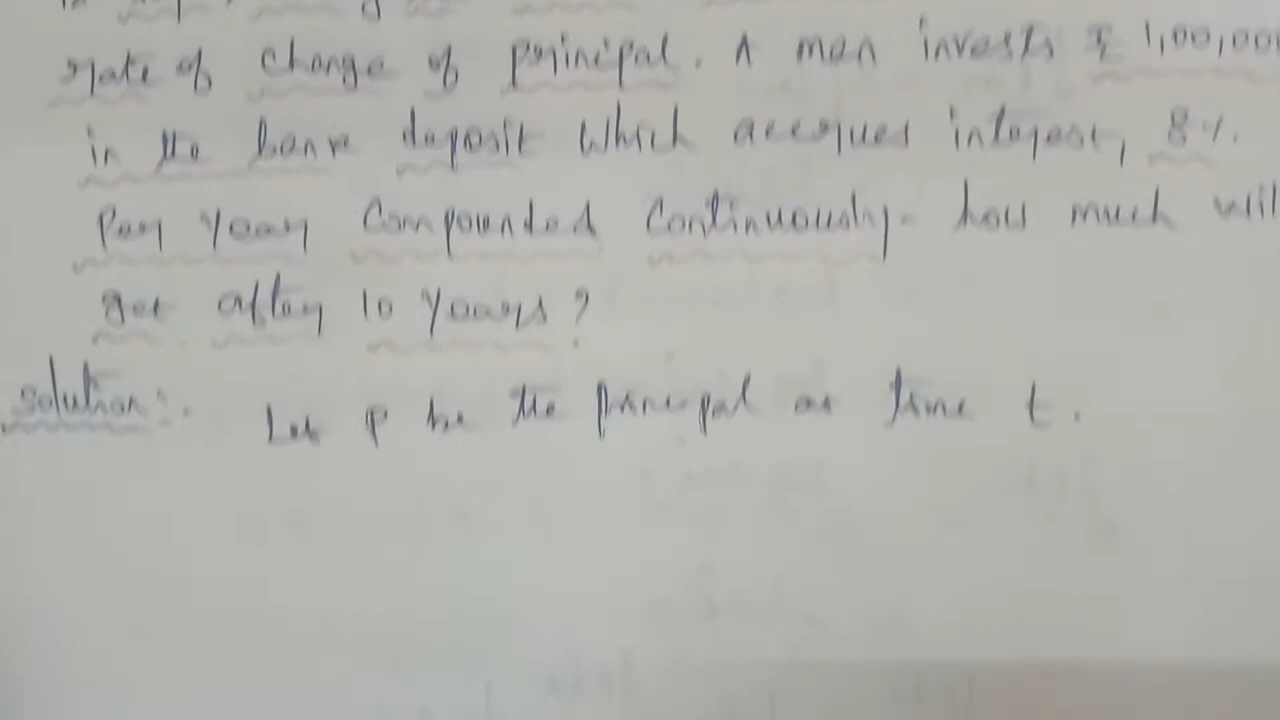 rate of change of principal. A man invests ₹ 1,00,000
in the bank deposit which accrues interest, 8%
per year compounded continuously. how much will
get after 10 years?
solution:. Let P be the principal at time t.